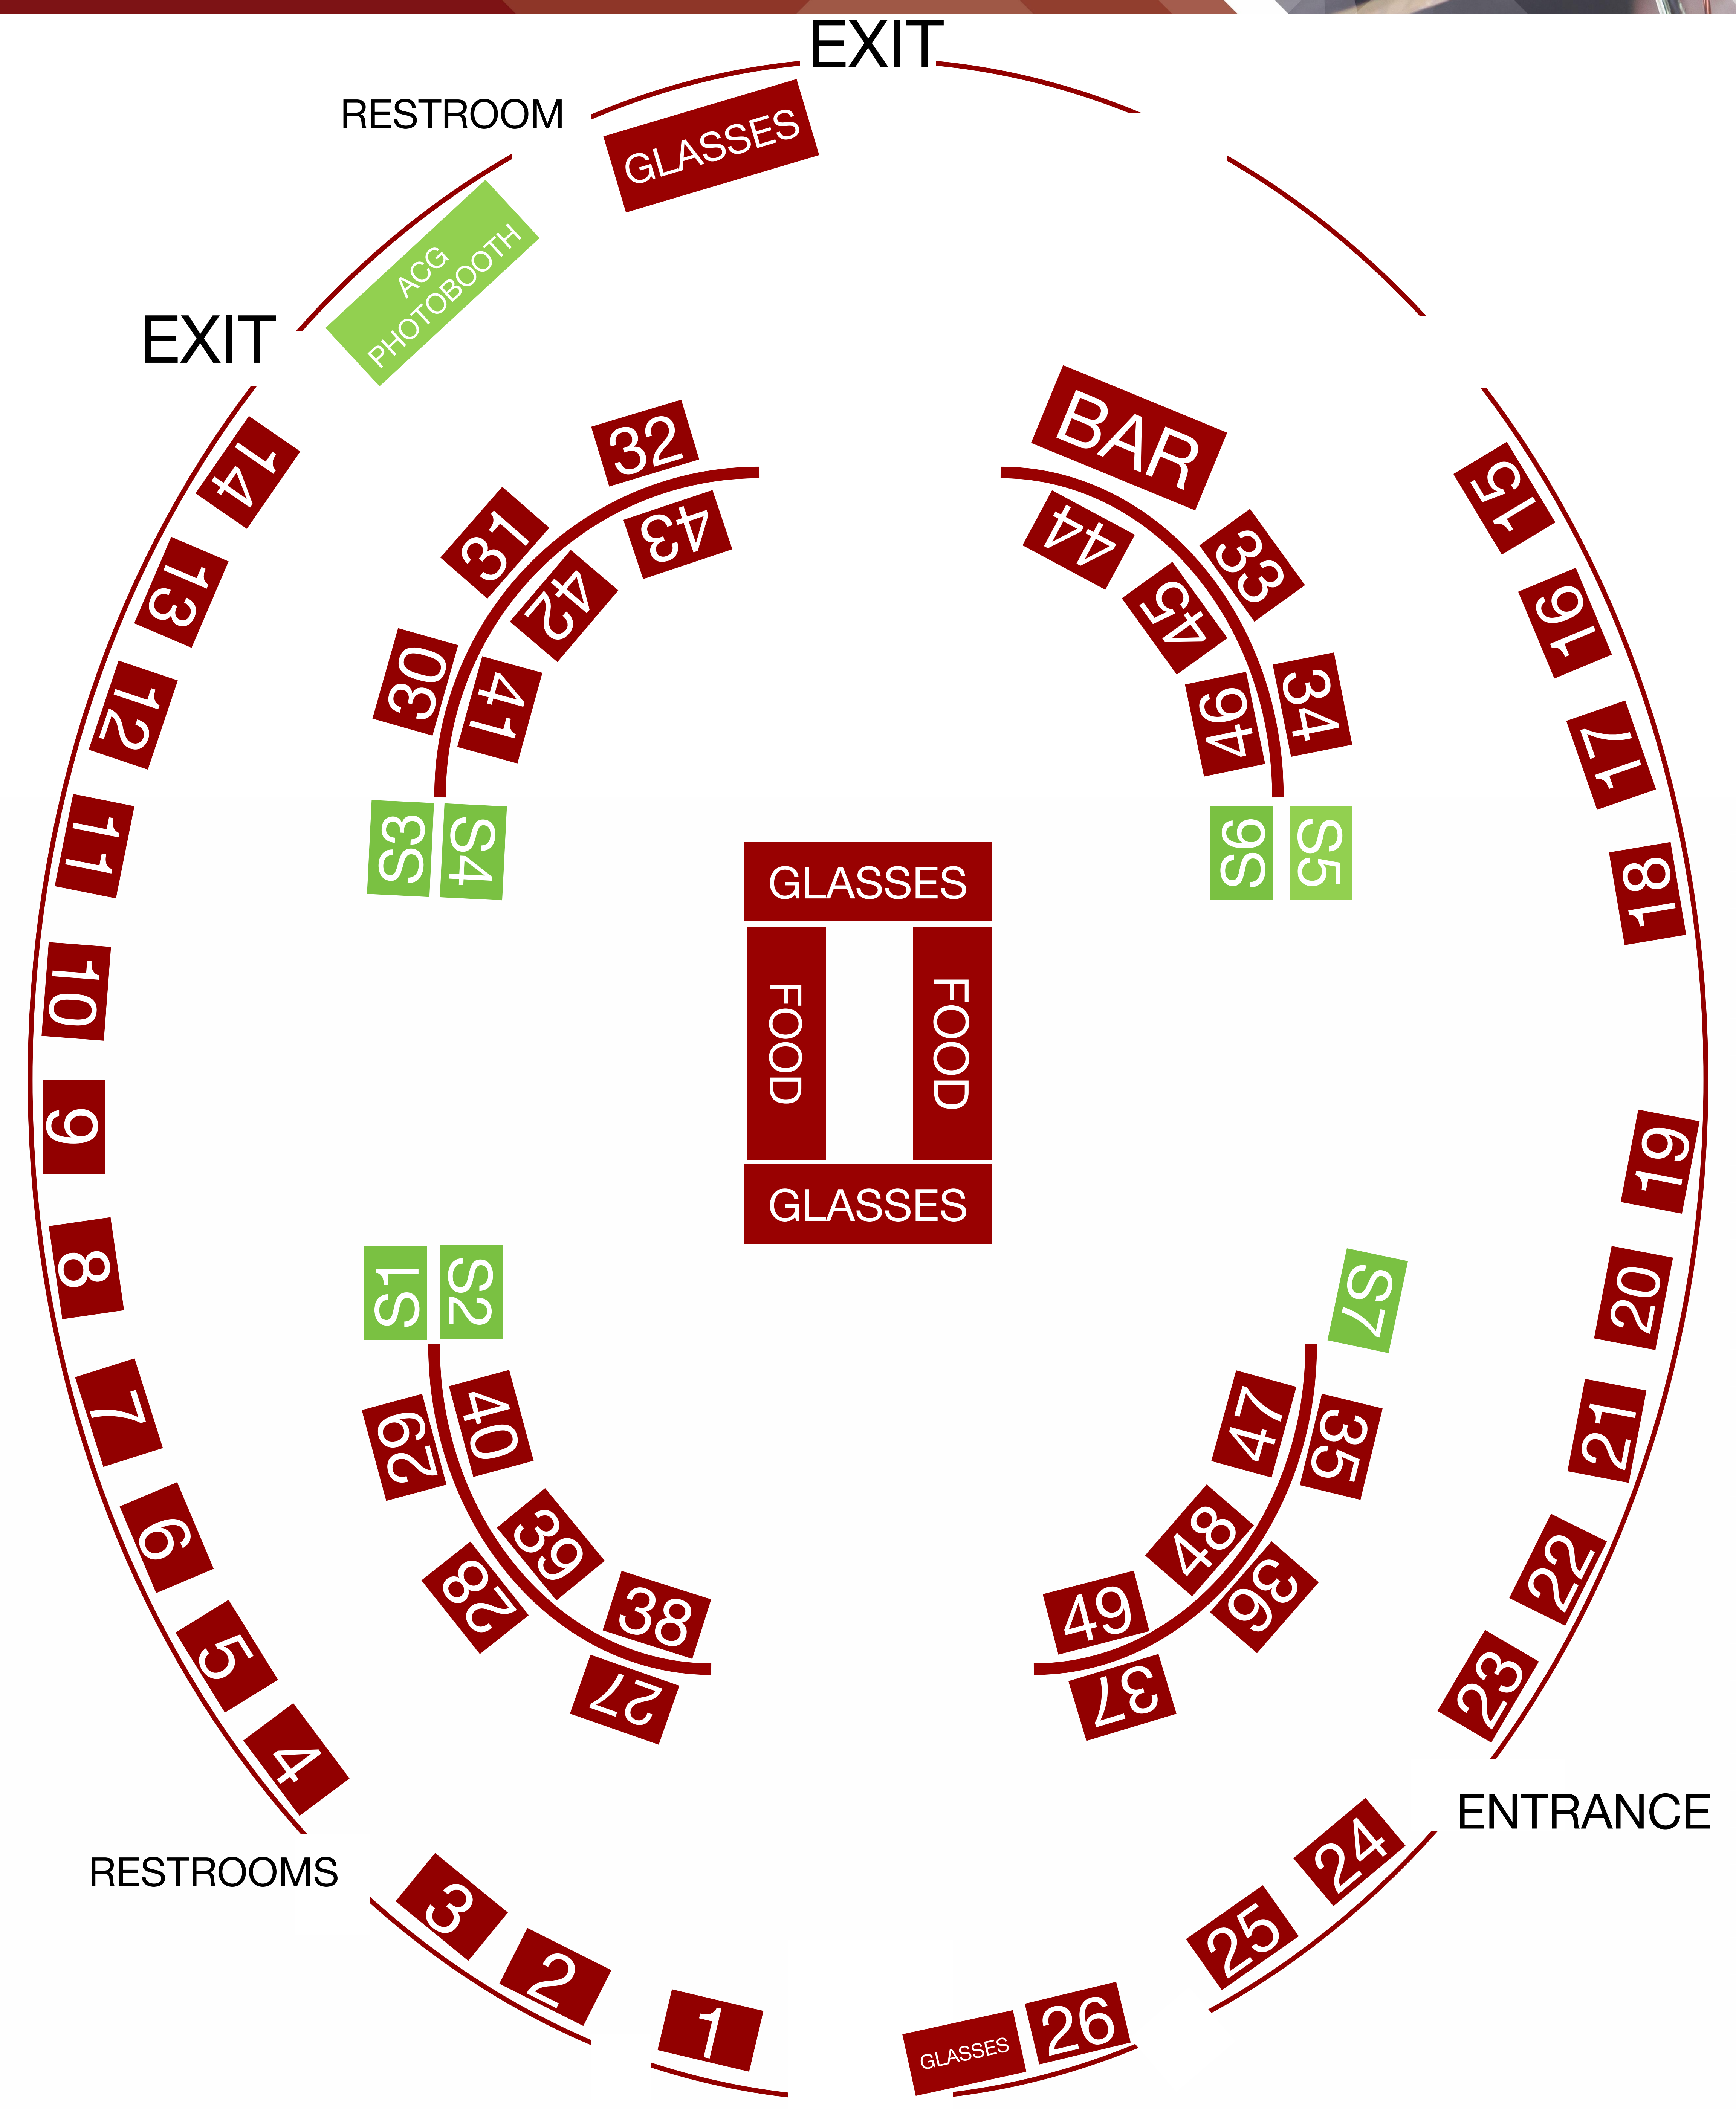 EXIT
RESTROOM
GLASSES
ACG
PHOTOBOOTH
EXIT
14
13
12
11
10
9
8
7
6
5
4
RESTROOMS
3
2
1
GLASSES
26
25
24
ENTRANCE
23
22
21
20
19
18
17
16
15
32
31
30
43
42
41
S3
S4
BAR
33
34
44
45
46
S6
S5
GLASSES
FOOD
FOOD
GLASSES
S1
S2
29
28
27
40
39
38
S7
47
48
49
35
36
37